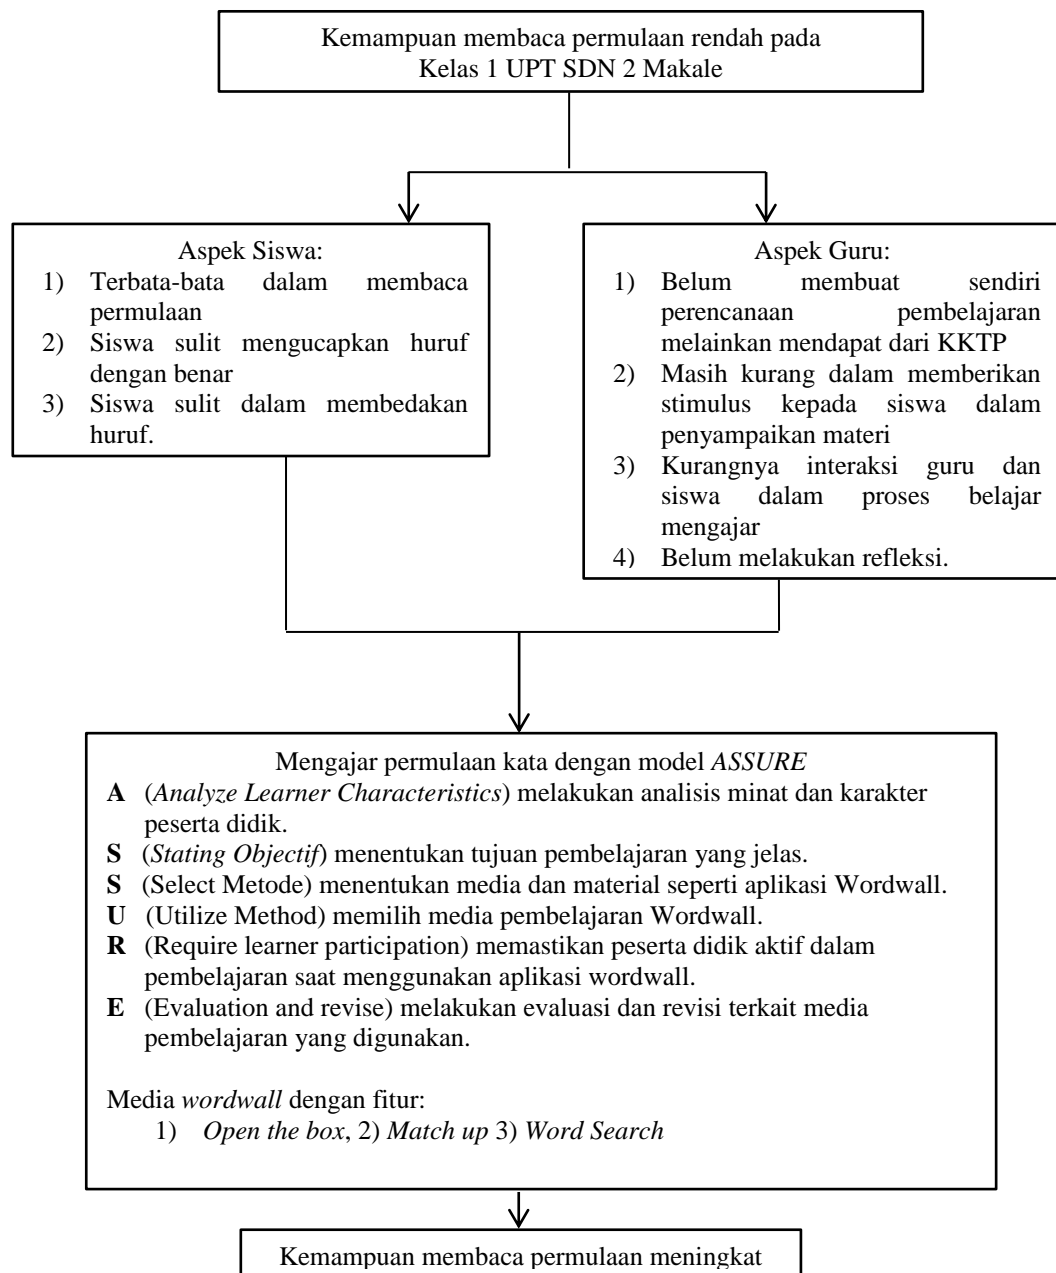 Kemampuan membaca permulaan rendah pada
Kelas 1 UPT SDN 2 Makale
Aspek Siswa:
1) Terbata-bata dalam membaca
permulaan
2) Siswa sulit mengucapkan huruf
dengan benar
3) Siswa sulit dalam membedakan
huruf.
Aspek Guru:
1) Belum membuat sendiri
perencanaan pembelajaran
melainkan mendapat dari KKTP
2) Masih kurang dalam memberikan
stimulus kepada siswa dalam
penyampaikan materi
3) Kurangnya interaksi guru dan
siswa dalam proses belajar
mengajar
4) Belum melakukan refleksi.
Mengajar permulaan kata dengan model ASSURE
A (Analyze Learner Characteristics) melakukan analisis minat dan karakter
peserta didik.
S (Stating Objectif) menentukan tujuan pembelajaran yang jelas.
S (Select Metode) menentukan media dan material seperti aplikasi Wordwall.
U (Utilize Method) memilih media pembelajaran Wordwall.
R (Require learner participation) memastikan peserta didik aktif dalam
pembelajaran saat menggunakan aplikasi wordwall.
E (Evaluation and revise) melakukan evaluasi dan revisi terkait media
pembelajaran yang digunakan.
Media wordwall dengan fitur:
1) Open the box, 2) Match up 3) Word Search
Kemampuan membaca permulaan meningkat